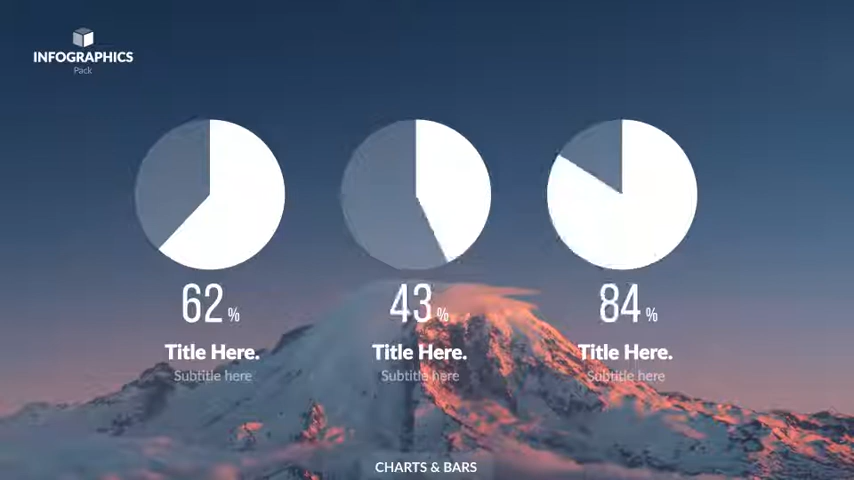 INFOGRAPHICS
Pack
62 %
43 %
84 %
Title Here.
Title Here.
Title Here.
Subtitle here
Subtitle here
Subtitle here
CHARTS & BARS